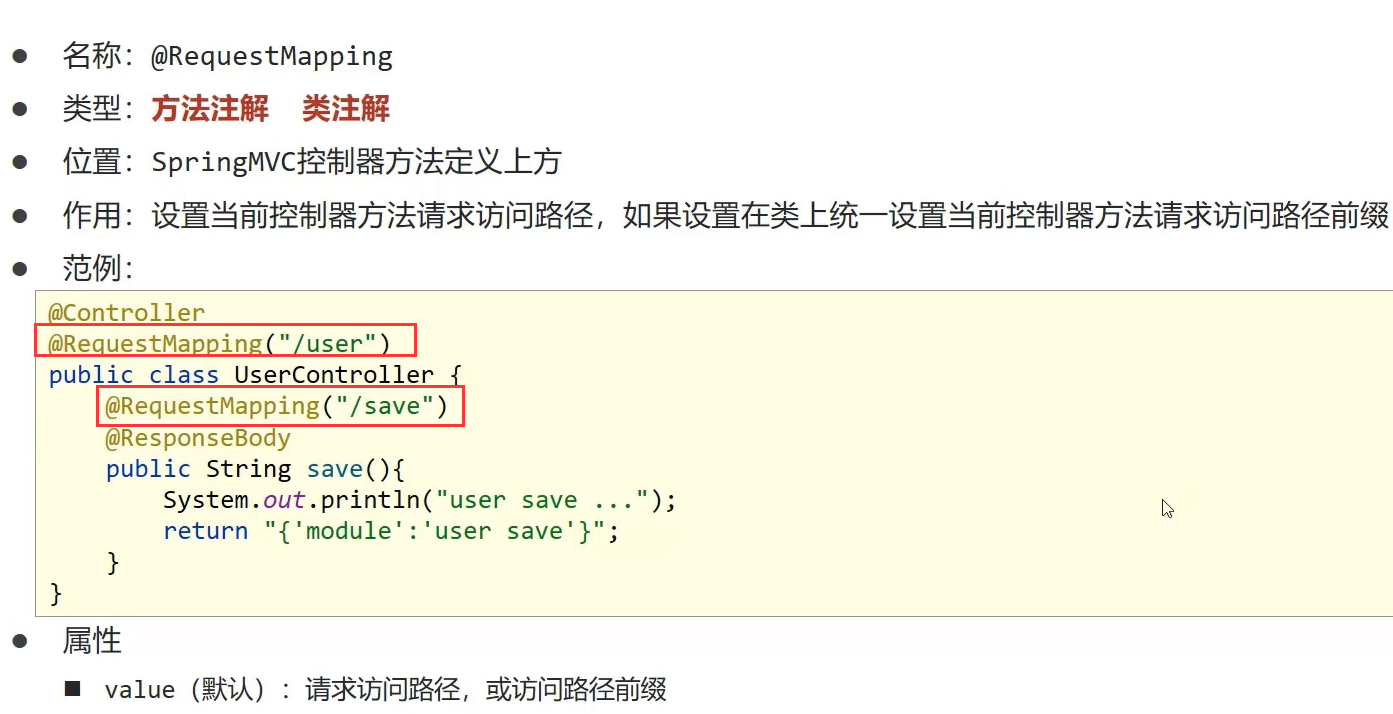 ● 名称：@RequestMapping
● 类型：方法注解 类注解
● 位置：SpringMVC控制器方法定义上方
● 作用：设置当前控制器方法请求访问路径，如果设置在类上统一设置当前控制器方法请求访问路径前缀
● 范例：
@Controller
@RequestMapping("/user")
public class UserController {
    @RequestMapping("/save")
    @ResponseBody
    public String save(){
        System.out.println("user save ...");
        return "{'module':'user save'}";
    }
}
● 属性
■ value（默认）：请求访问路径，或访问路径前缀